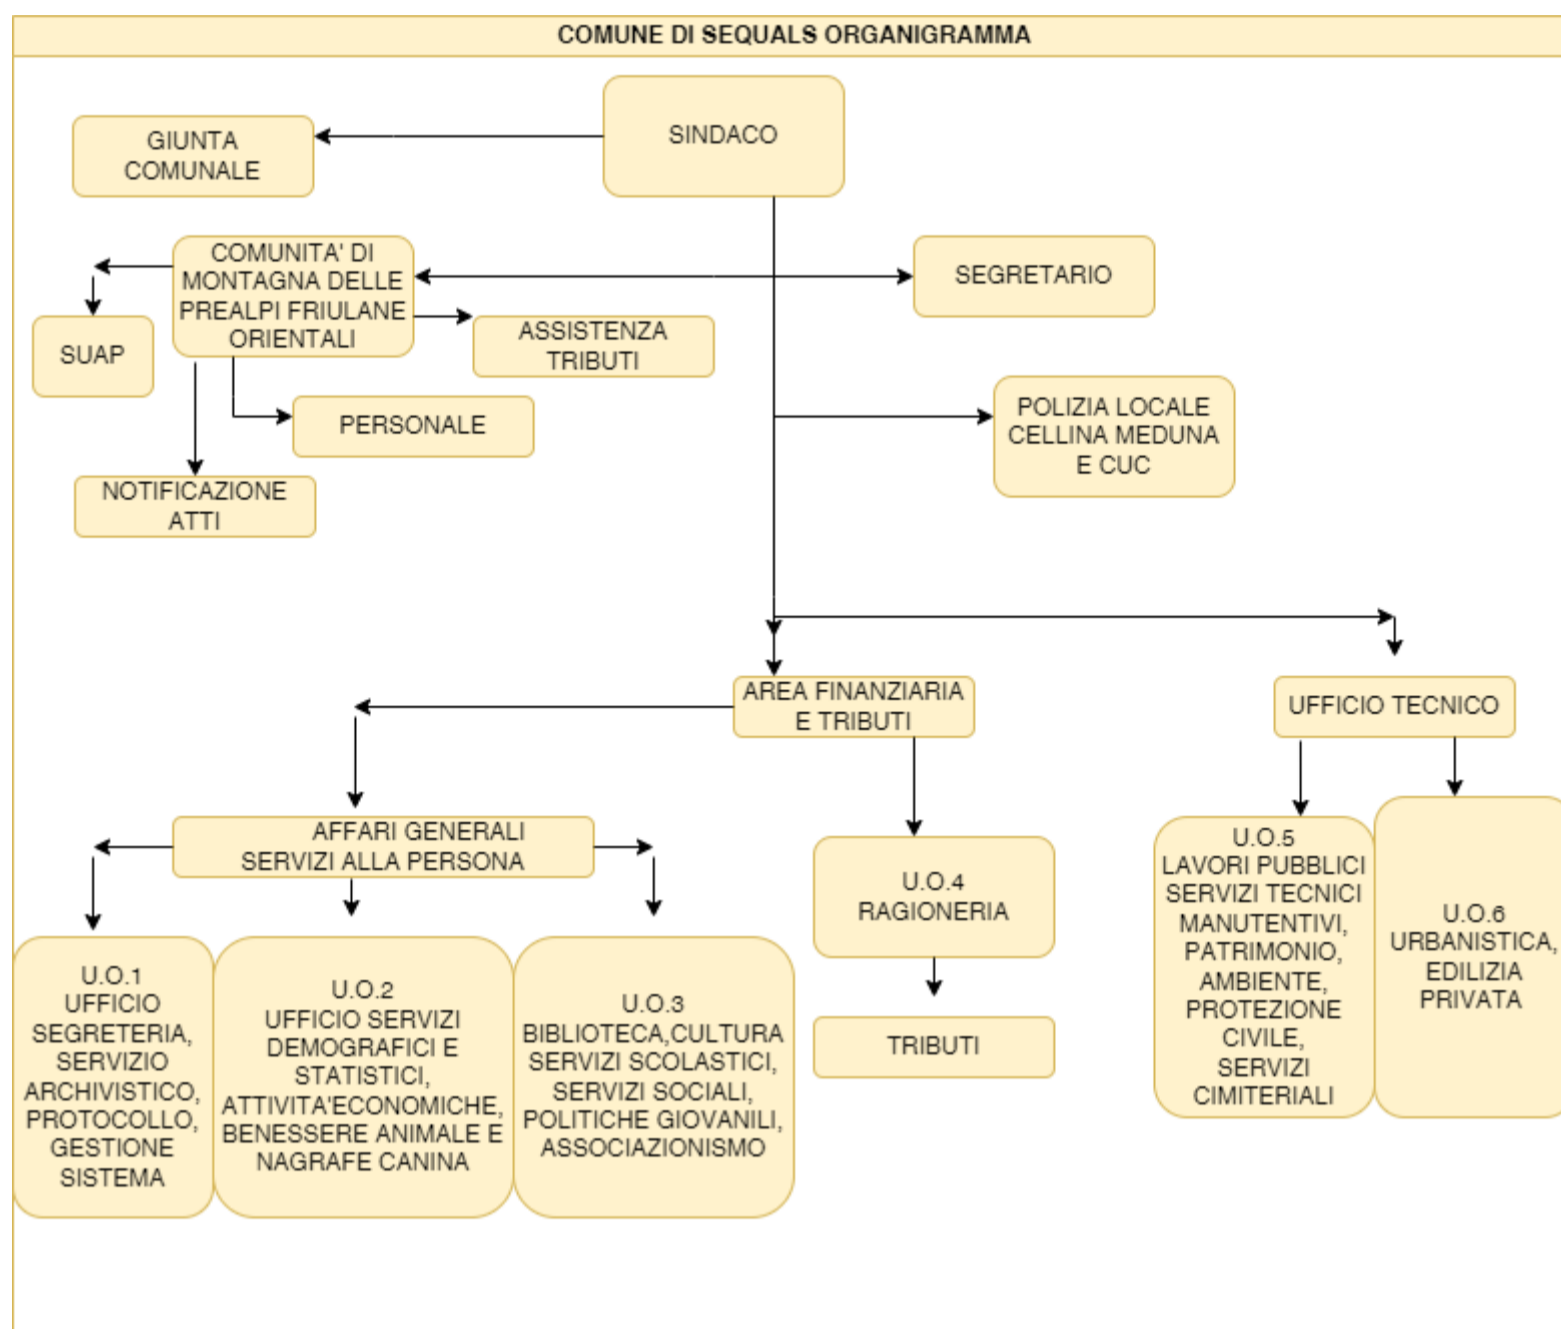 COMUNE DI SEQUALS ORGANIGRAMMA
SINDACO
GIUNTA
COMUNALE
COMUNITA' DI
MONTAGNA DELLE
PREALPI FRIULANE
ORIENTALI
SEGRETARIO
SUAP
ASSISTENZA
TRIBUTI
PERSONALE
POLIZIA LOCALE
CELLINA MEDUNA
E CUC
NOTIFICAZIONE
ATTI
AREA FINANZIARIA
E TRIBUTI
UFFICIO TECNICO
AFFARI GENERALI
SERVIZI ALLA PERSONA
U.O.1
UFFICIO
SEGRETERIA,
SERVIZIO
ARCHIVISTICO,
PROTOCOLLO,
GESTIONE
SISTEMA
U.O.2
UFFICIO SERVIZI
DEMOGRAFICI E
STATISTICI,
ATTIVITA'ECONOMICHE,
BENESSERE ANIMALE E
NAGRAFE CANINA
U.O.3
BIBLIOTECA,CULTURA
SERVIZI SCOLASTICI,
SERVIZI SOCIALI,
POLITICHE GIOVANILI,
ASSOCIAZIONISMO
U.O.4
RAGIONERIA
TRIBUTI
U.O.5
LAVORI PUBBLICI
SERVIZI TECNICI
MANUTENTIVI,
PATRIMONIO,
AMBIENTE,
PROTEZIONE
CIVILE,
SERVIZI
CIMITERIALI
U.O.6
URBANISTICA,
EDILIZIA
PRIVATA